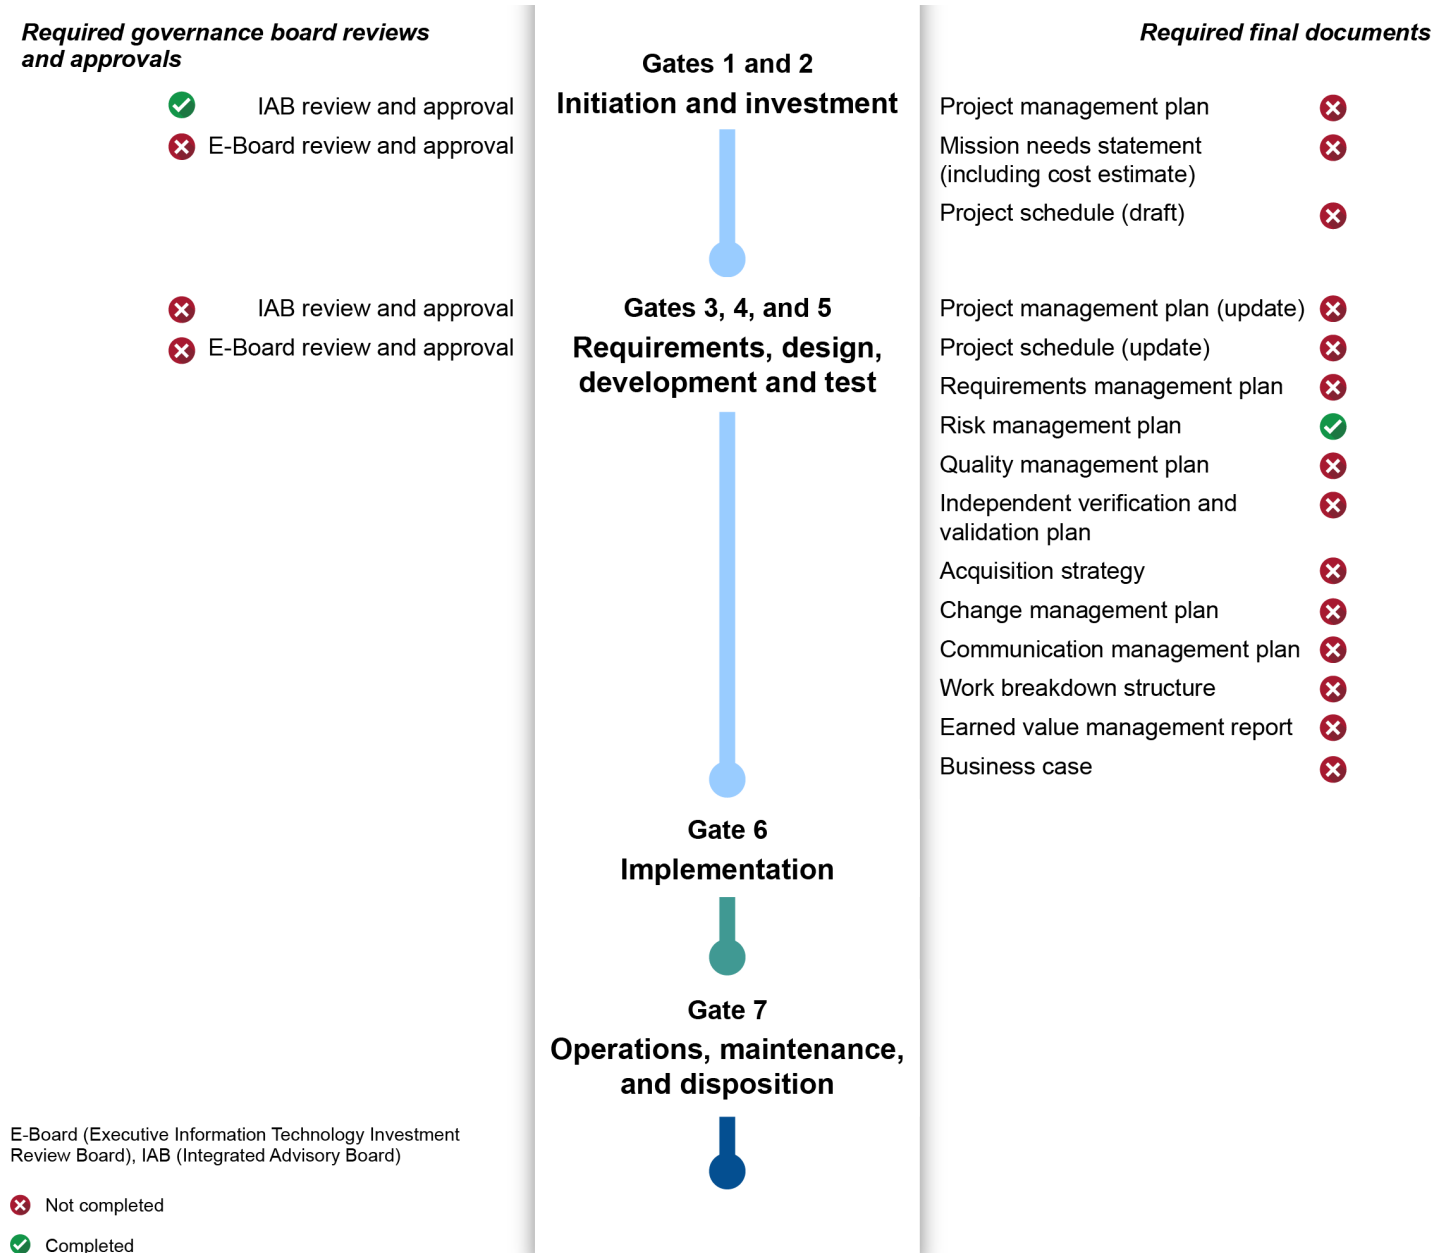 Required governance board reviews
and approvals
IAB review and approval
E-Board review and approval
Gates 1 and 2
Initiation and investment
Required final documents
Project management plan
Mission needs statement
(including cost estimate)
Project schedule (draft)
IAB review and approval
E-Board review and approval
Gates 3, 4, and 5
Requirements, design,
development and test
Project management plan (update)
Project schedule (update)
Requirements management plan
Risk management plan
Quality management plan
Independent verification and
validation plan
Acquisition strategy
Change management plan
Communication management plan
Work breakdown structure
Earned value management report
Business case
Gate 6
Implementation
Gate 7
Operations, maintenance,
and disposition
E-Board (Executive Information Technology Investment
Review Board), IAB (Integrated Advisory Board)
Not completed
Completed